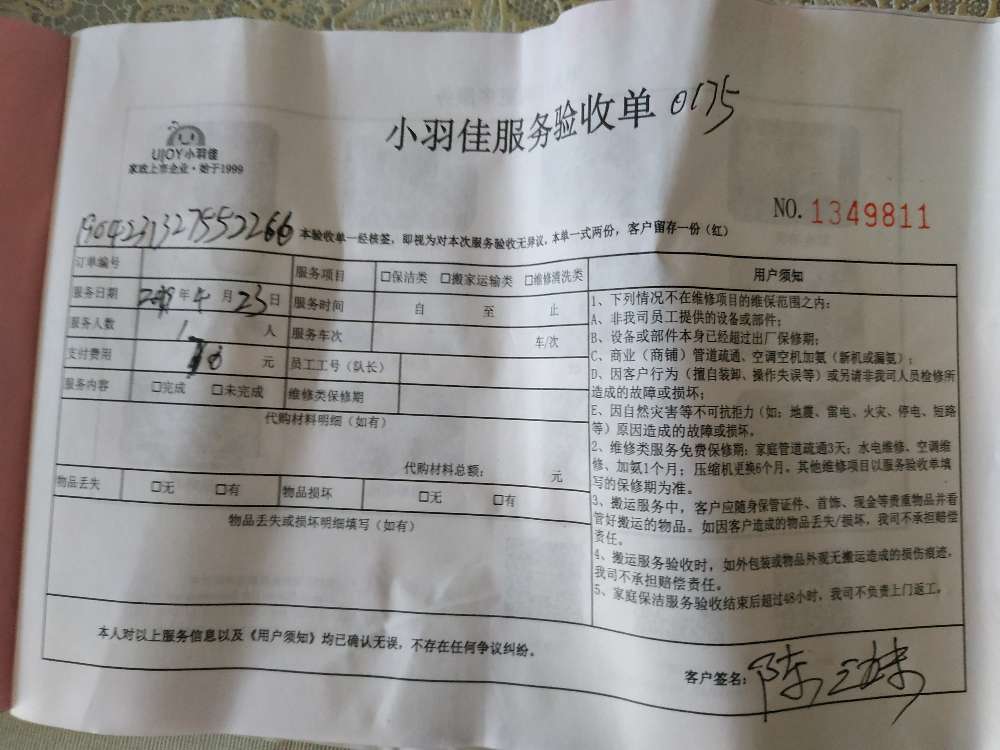 小羽佳服务验收单 0175
UJOY小羽佳
家政上市企业·始于1999
NO. 1349811
19042313275552266 本验收单一经核签,即视为对本次服务验收无异议,本单一式两份,客户留存一份(红)
订单编号 服务项目 □保洁类 □搬家运输类 □维修清洗类
服务日期 2019年4月23日 服务时间 自 至 止
服务人数 1 人 服务车次 车/次
支付费用 元 员工工号(队长)
服务内容 □完成 □未完成 维修类保修期
代购材料明细(如有)
代购材料总额: 元
物品丢失 □无 □有 物品损坏 □无 □有
物品丢失或损坏明细填写(如有)
用户须知
1、下列情况不在维修项目的维保范围之内:
A、非我司员工提供的设备或部件;
B、设备或部件本身已经超过出厂保修期;
C、商业(商铺)管道疏通、空调空机加氨(新机或漏氨);
D、因客户行为(擅自装卸、操作失误等)或另请非我司人员检修所
造成的故障或损坏;
E、因自然灾害等不可抗拒力(如:地震、雷电、火灾、停电、短路
等)原因造成的故障或损坏.
2、维修类服务免费保修期:家庭管道疏通3天;水电维修、空调维
修、加氨1个月;压缩机更换6个月。其他维修项目以服务验收单填
写的保修期为准。
3、搬运服务中,客户应随身保管证件、首饰、现金等贵重物品并看
管好搬运的物品。如因客户造成的物品丢失/损坏,我司不承担赔偿
责任。
4、搬运服务验收时,如外包装或物品外观无搬运造成的损伤痕迹,
我司不承担赔偿责任。
5、家庭保洁服务验收结束后超过48小时,我司不负责上门返工。
本人对以上服务信息以及《用户须知》均已确认无误,不存在任何争议纠纷。
客户签名:陈三妹